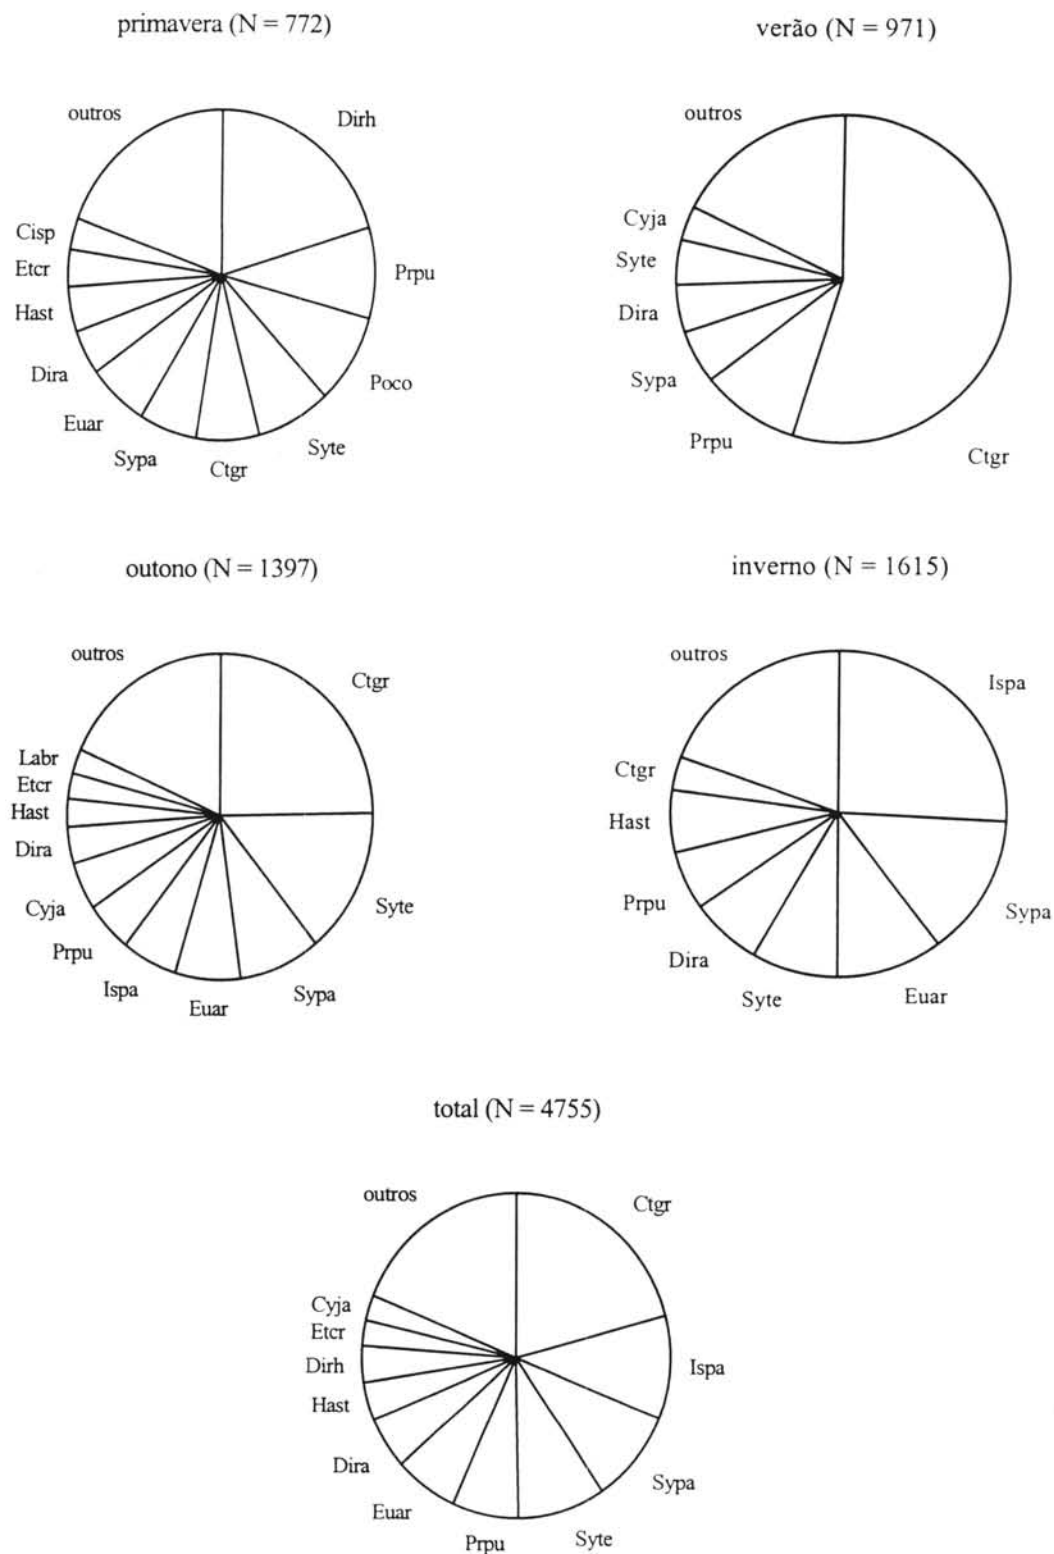 primavera (N = 772)
outros
Dirh
Cisp
Etcr
Hast
Dira
Euar
Sypa
Ctgr
Syte
Poco
Prpu
verão (N = 971)
outros
Cyja
Syte
Dira
Sypa
Prpu
Ctgr
outono (N = 1397)
outros
Ctgr
Labr
Etcr
Hast
Dira
Cyja
Prpu
Ispa
Euar
Sypa
Syte
inverno (N = 1615)
outros
Ispa
Ctgr
Hast
Prpu
Dira
Syte
Euar
Sypa
total (N = 4755)
outros
Ctgr
Cyja
Etcr
Dirh
Hast
Dira
Euar
Prpu
Syte
Sypa
Ispa